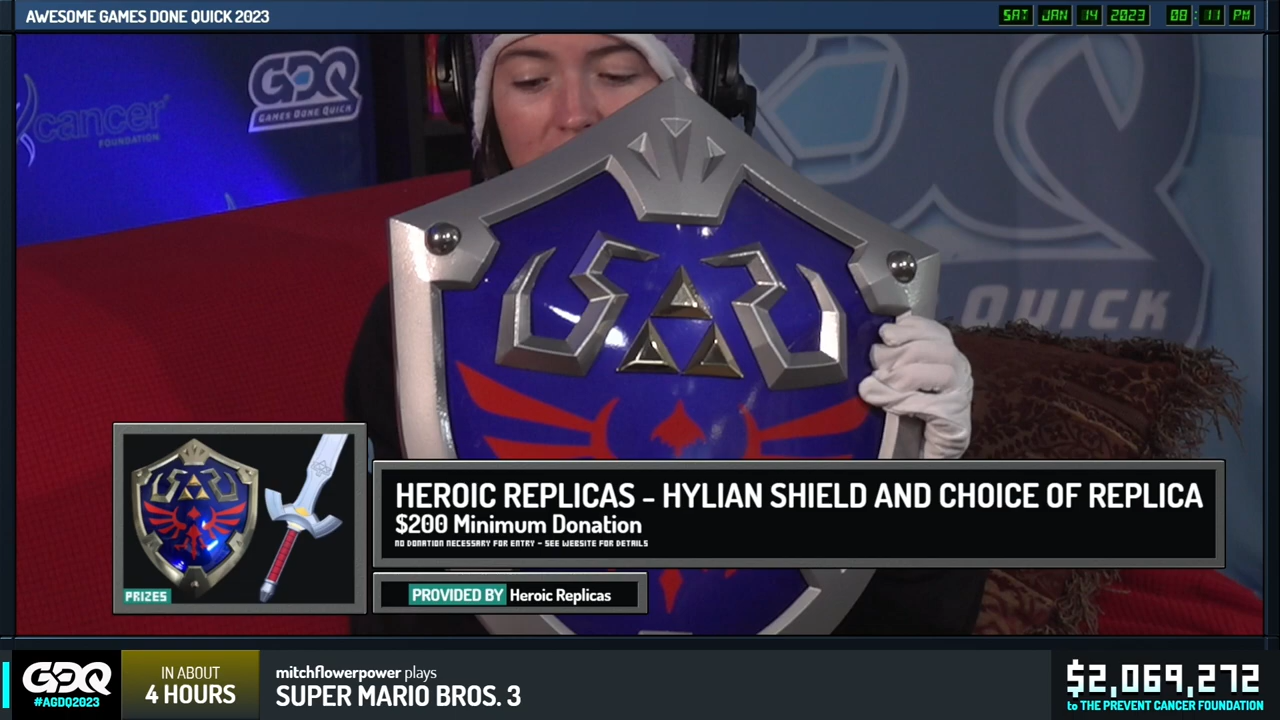 AWESOME GAMES DONE QUICK 2023
SAT JAN 14 2023 08:11 PM
cancer
FOUNDATION
GDQ
GAMES DONE QUICK
QUICK
HEROIC REPLICAS - HYLIAN SHIELD AND CHOICE OF REPLICA
$200 Minimum Donation
NO DONATION NECESSARY FOR ENTRY - SEE WEBSITE FOR DETAILS
PRIZES
PROVIDED BY Heroic Replicas
GDQ
#AGDQ2023
IN ABOUT
4 HOURS
mitchflowerpower plays
SUPER MARIO BROS. 3
$2,069,272
to THE PREVENT CANCER FOUNDATION